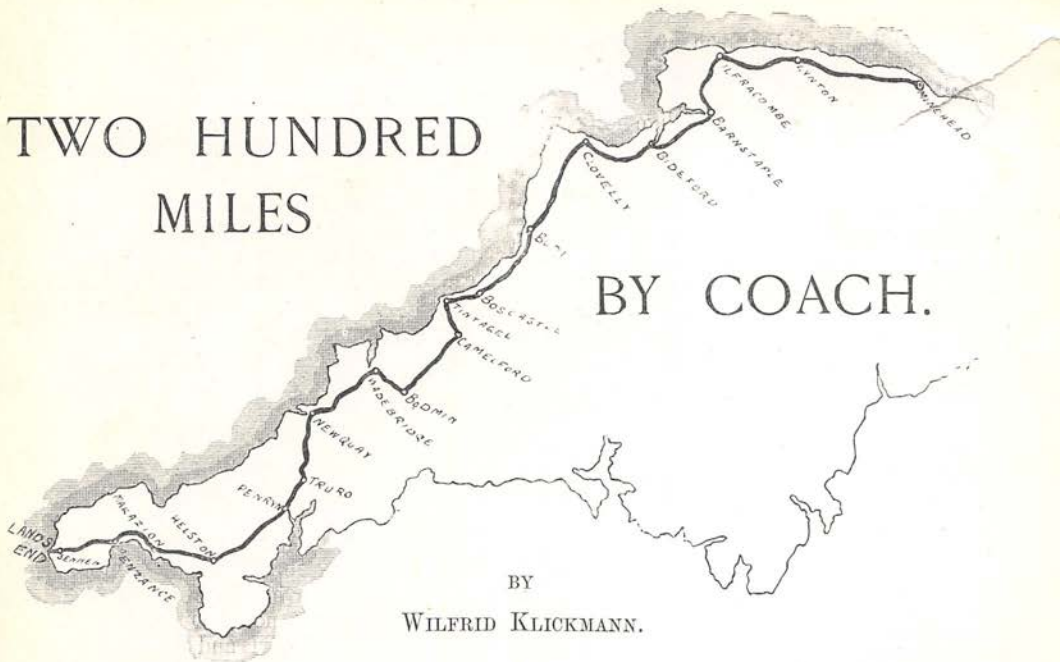 TWO HUNDRED
MILES
BY COACH.
MINEHEAD
LYNTON
ILFRACOMBE
BARNSTAPLE
BIDEFORD
CLOVELLY
BOSCASTLE
TINTAGEL
CAMELFORD
BODMIN
WADEBRIDGE
NEWQUAY
TRURO
PENRYN
HELSTON
MARAZION
PENZANCE
SENNEN
LANDS
END
BY
WILFRID KLICKMANN.